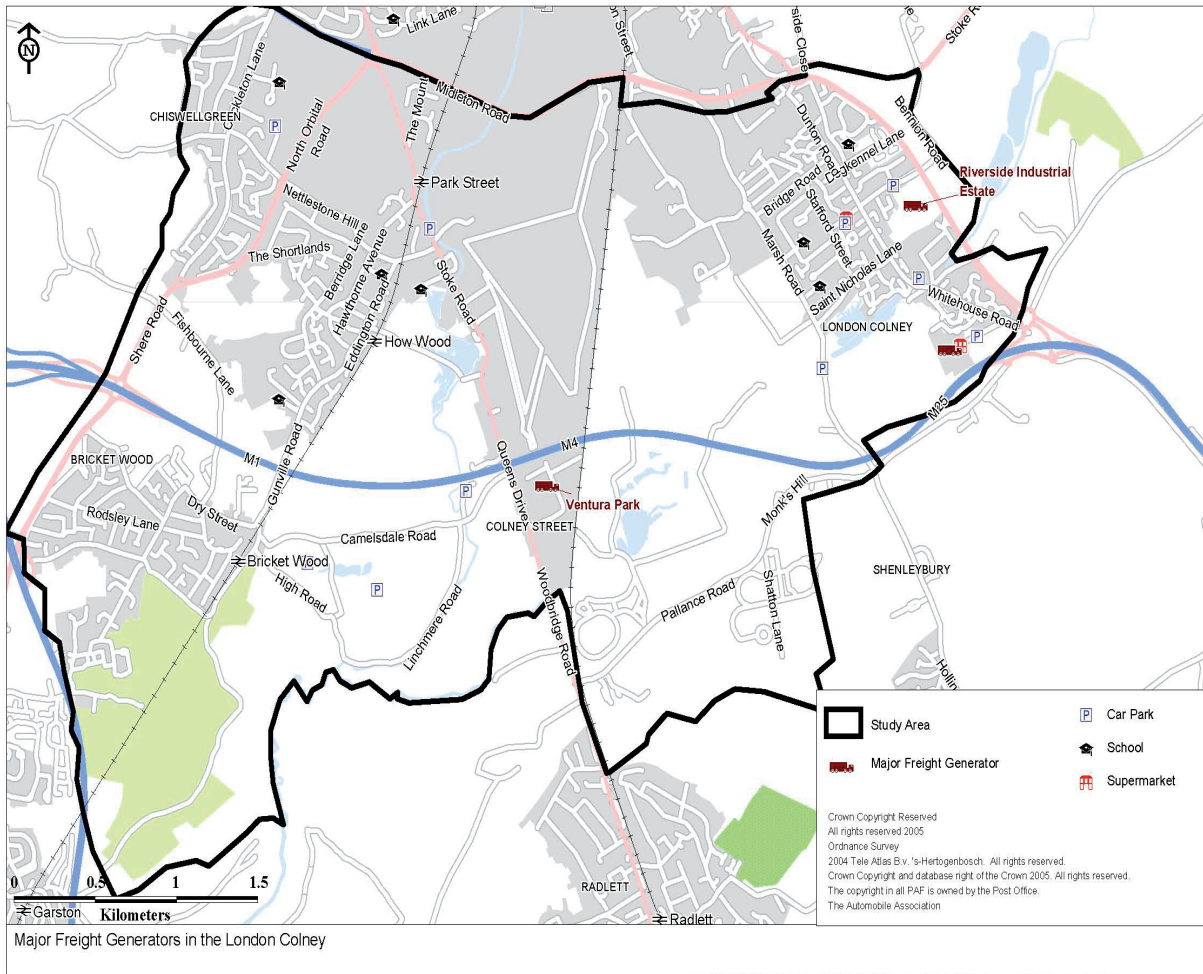 N
Link Lane
on Street
rside Close
Stoke R
Cuckleton Lane
CHISWELLGREEN
North Orbital
Road
The Mount
Midleton Road
Park Street
Nettlestone Hill
The Shortlands
Berridge Lane
Hawthorne Avenue
Eddington Road
Stoke Road
How Wood
Dunton Road
Bennion Road
Dogkennel Lane
Bridge Road
Riverside Industrial
Estate
Stafford Street
Marsh Road
Saint Nicholas Lane
Whitehouse Road
LONDON COLNEY
Shere Road
Fishbourne Lane
M25
M1
M4
BRICKET WOOD
Gunville Road
Queens Drive
Ventura Park
Monk's Hill
Dry Street
Rodsley Lane
COLNEY STREET
Camelsdale Road
Bricket Wood
High Road
Linchmere Road
Woodbridge Road
Pallance Road
Shatton Lane
SHENLEYBURY
Hollin
Study Area
Major Freight Generator
P Car Park
School
Supermarket
Crown Copyright Reserved
All rights reserved 2005
Ordnance Survey
2004 Tele Atlas B.v. 's-Hertogenbosch. All rights reserved.
Crown Copyright and database right of the Crown 2005. All rights reserved.
The copyright in all PAF is owned by the Post Office.
The Automobile Association
RADLETT
Radlett
0 0.5 1 1.5
Kilometers
Garston
Major Freight Generators in the London Colney